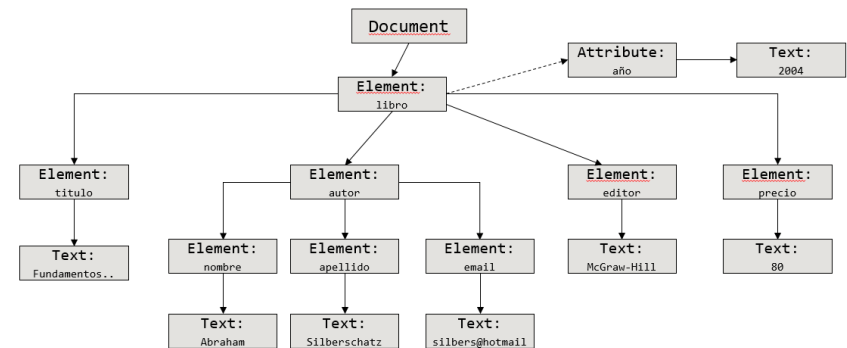 Document
Attribute:
año
Text:
2004
Element:
libro
Element:
titulo
Element:
autor
Element:
editor
Element:
precio
Text:
Fundamentos..
Element:
nombre
Element:
apellido
Element:
email
Text:
McGraw-Hill
Text:
80
Text:
Abraham
Text:
Silberschatz
Text:
silbers@hotmail